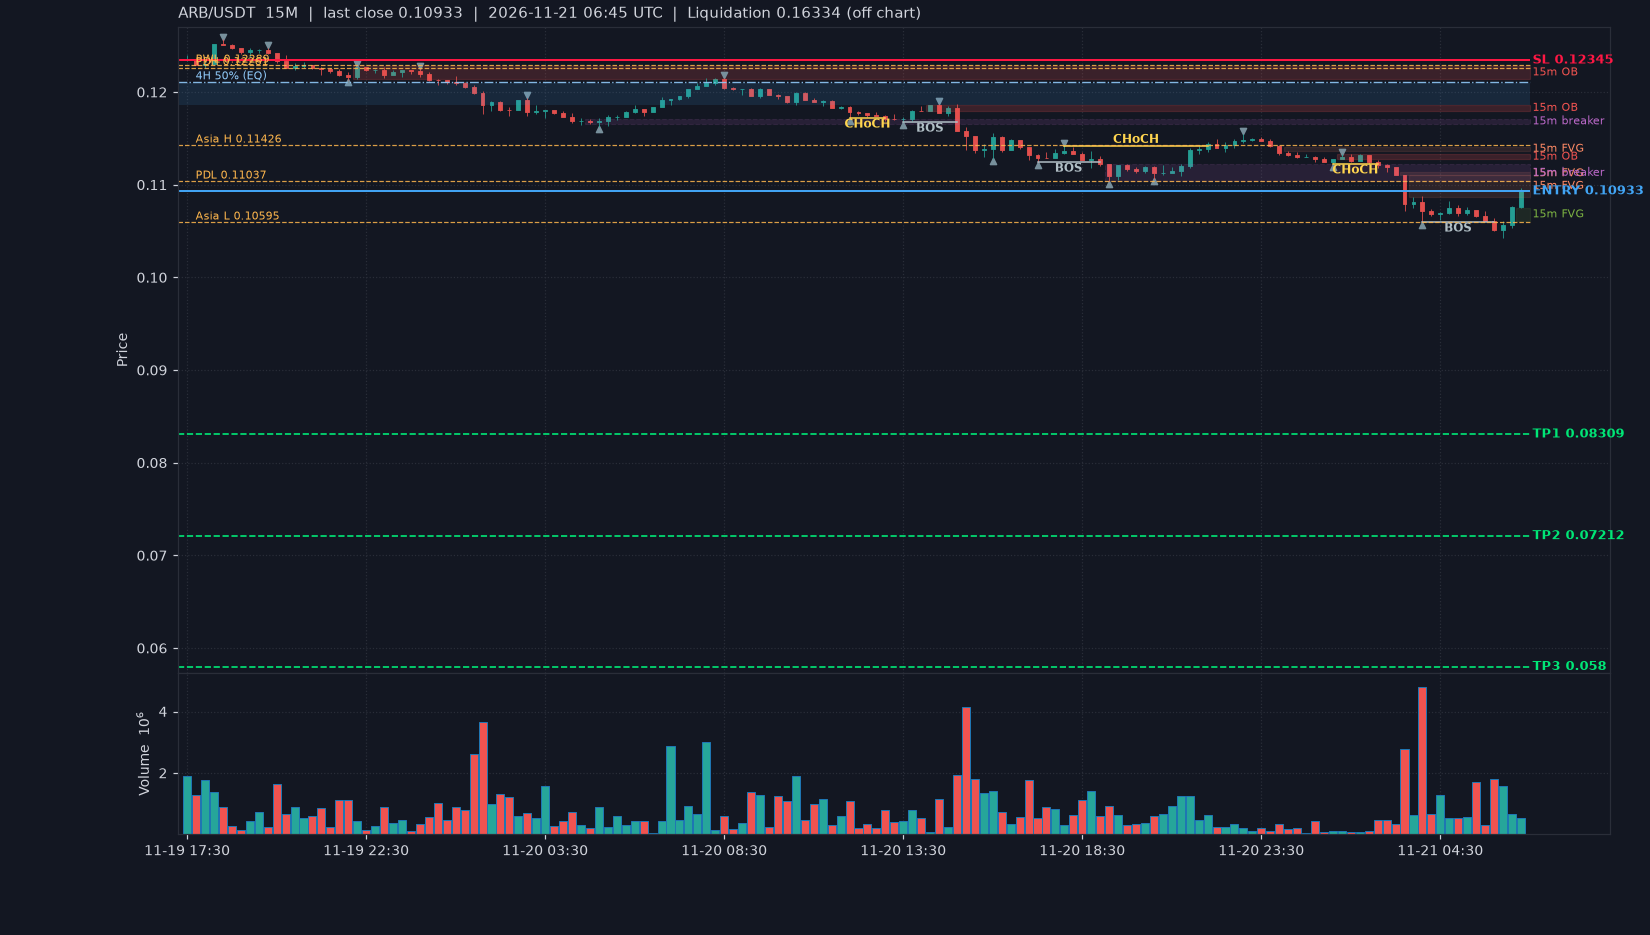 ARB/USDT 15M | last close 0.10933 | 2026-11-21 06:45 UTC | Liquidation 0.16334 (off chart)
SL 0.12345
15m OB
4H 50% (EQ)
0.12
15m OB
15m breaker
CHoCH
BOS
Asia H 0.11426
CHoCH
15m FVG
15m OB
BOS
CHoCH
15m breaker
PDL 0.11037
0.11
15m FVG
ENTRY 0.10933
Asia L 0.10595
15m FVG
BOS
0.10
0.09
Price
TP1 0.08309
0.08
TP2 0.07212
0.07
0.06
TP3 0.058
Volume 10⁶
4
2
11-19 17:30
11-19 22:30
11-20 03:30
11-20 08:30
11-20 13:30
11-20 18:30
11-20 23:30
11-21 04:30